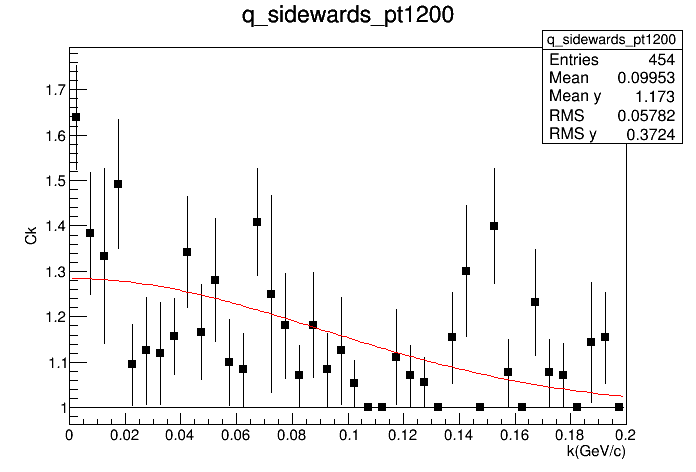 q_sidewards_pt1200
q_sidewards_pt1200
Entries 454
Mean 0.09953
Mean y 1.173
RMS 0.05782
RMS y 0.3724
Ck
1.7
1.6
1.5
1.4
1.3
1.2
1.1
1
0 0.02 0.04 0.06 0.08 0.1 0.12 0.14 0.16 0.18 0.2
k(GeV/c)